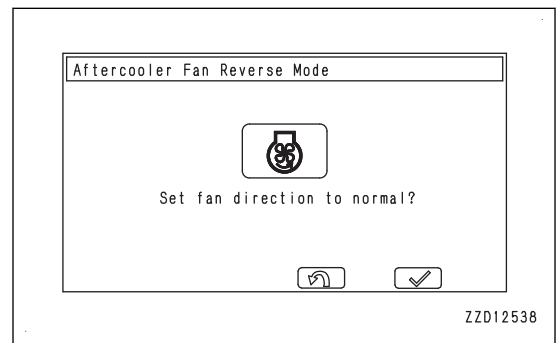 Aftercooler Fan Reverse Mode
Set fan direction to normal?
ZZD12538